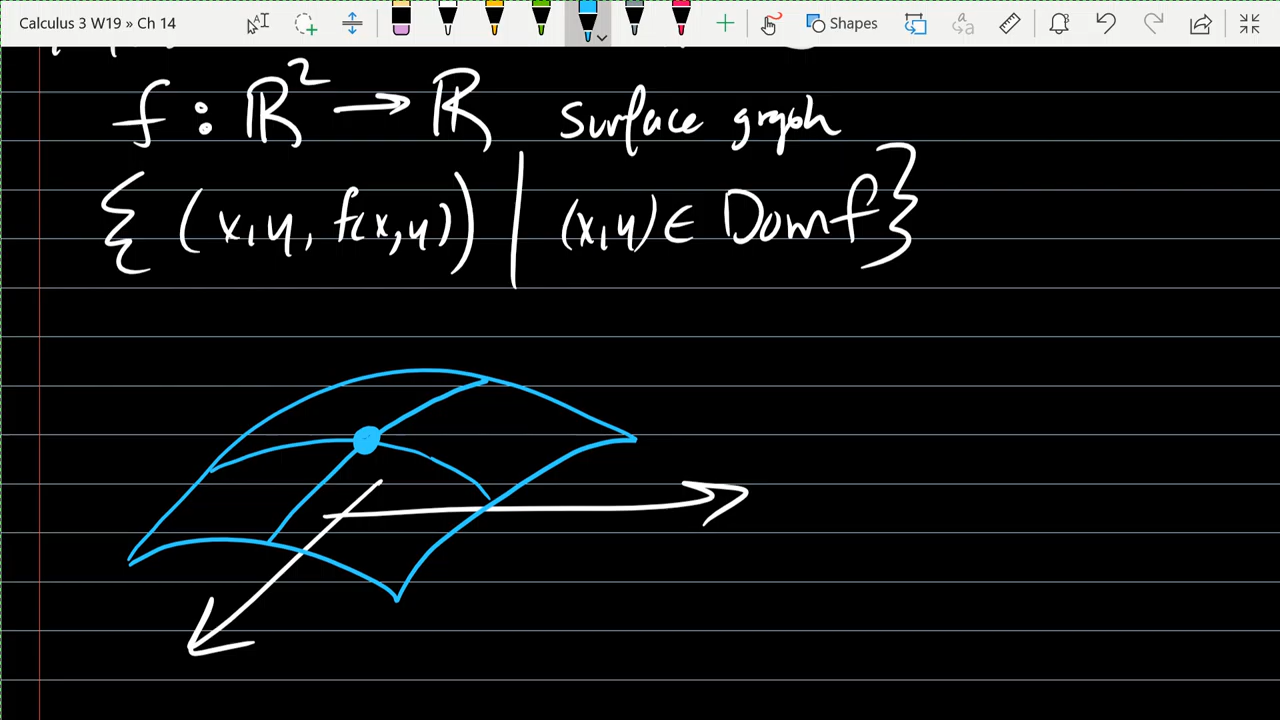 Calculus 3 W19 » Ch 14
Shapes
f : ℝ² → ℝ surface graph
{ (x, y, f(x, y)) | (x, y) ∈ Dom f }